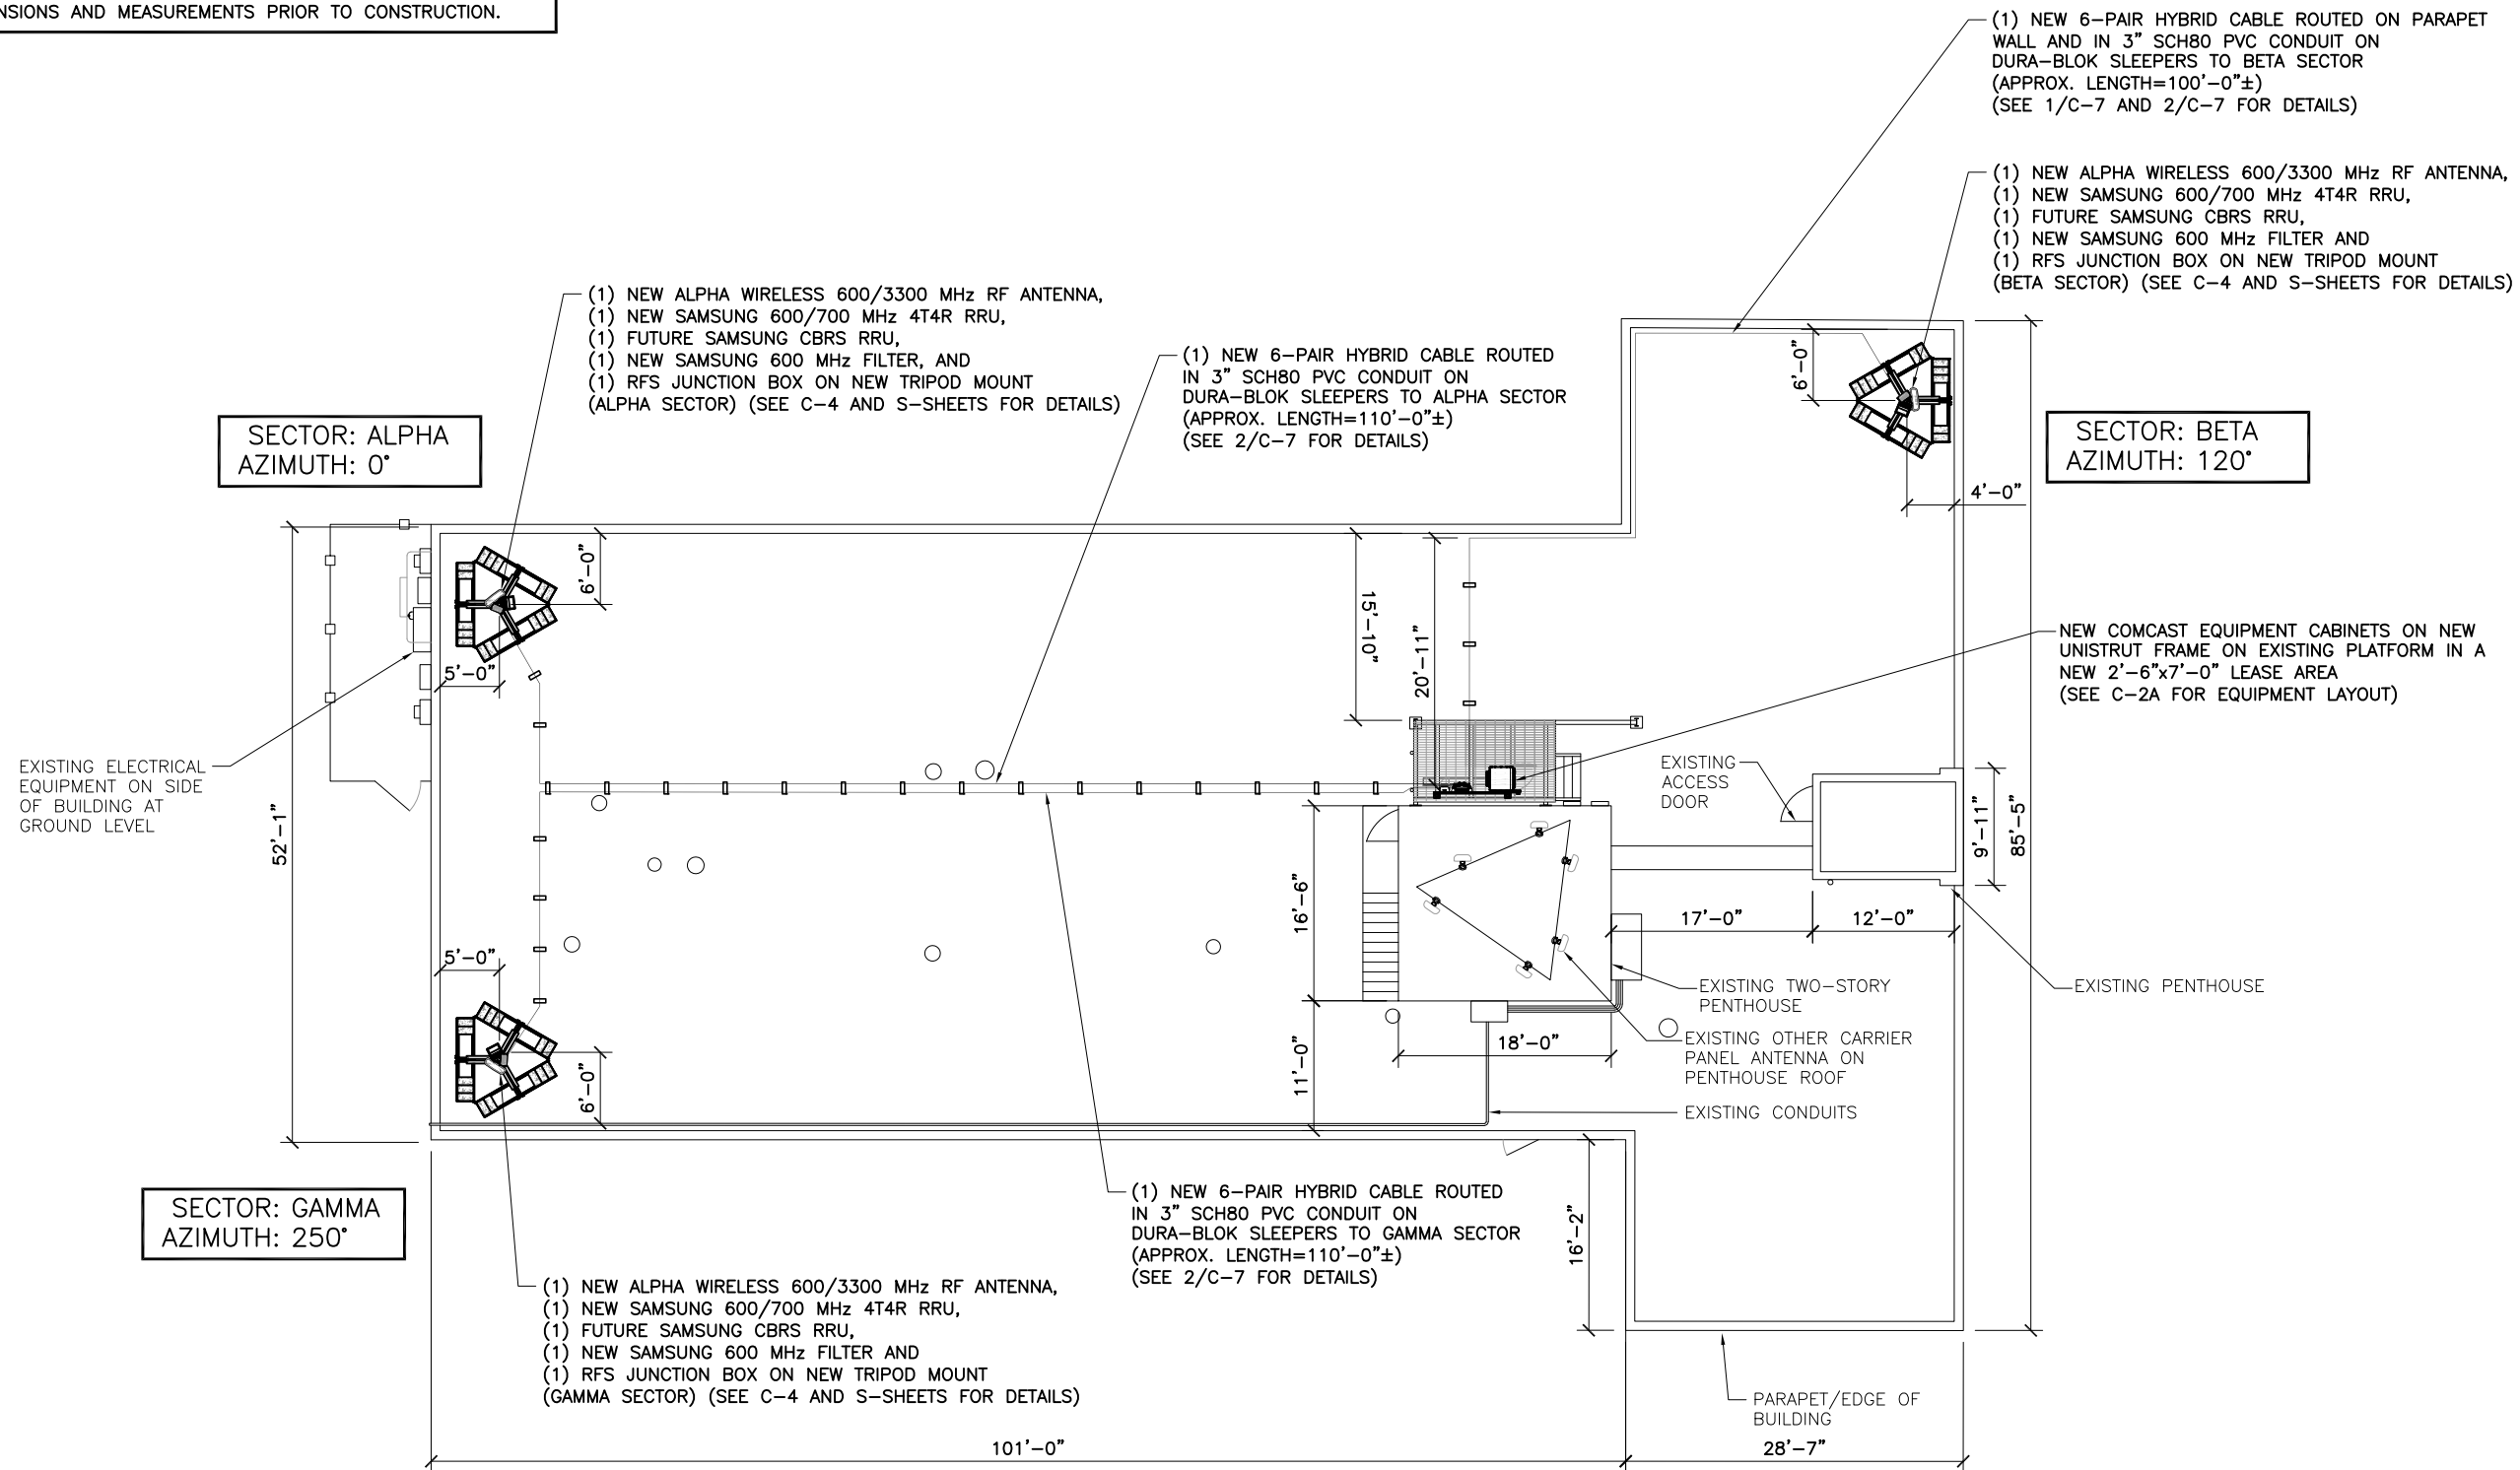 NSIONS AND MEASUREMENTS PRIOR TO CONSTRUCTION.
(1) NEW 6-PAIR HYBRID CABLE ROUTED ON PARAPET
WALL AND IN 3" SCH80 PVC CONDUIT ON
DURA-BLOK SLEEPERS TO BETA SECTOR
(APPROX. LENGTH=100'-0"±)
(SEE 1/C-7 AND 2/C-7 FOR DETAILS)
(1) NEW ALPHA WIRELESS 600/3300 MHz RF ANTENNA,
(1) NEW SAMSUNG 600/700 MHz 4T4R RRU,
(1) FUTURE SAMSUNG CBRS RRU,
(1) NEW SAMSUNG 600 MHz FILTER AND
(1) RFS JUNCTION BOX ON NEW TRIPOD MOUNT
(BETA SECTOR) (SEE C-4 AND S-SHEETS FOR DETAILS)
(1) NEW ALPHA WIRELESS 600/3300 MHz RF ANTENNA,
(1) NEW SAMSUNG 600/700 MHz 4T4R RRU,
(1) FUTURE SAMSUNG CBRS RRU,
(1) NEW SAMSUNG 600 MHz FILTER, AND
(1) RFS JUNCTION BOX ON NEW TRIPOD MOUNT
(ALPHA SECTOR) (SEE C-4 AND S-SHEETS FOR DETAILS)
(1) NEW 6-PAIR HYBRID CABLE ROUTED
IN 3" SCH80 PVC CONDUIT ON
DURA-BLOK SLEEPERS TO ALPHA SECTOR
(APPROX. LENGTH=110'-0"±)
(SEE 2/C-7 FOR DETAILS)
6'-0"
SECTOR: ALPHA
AZIMUTH: 0°
SECTOR: BETA
AZIMUTH: 120°
4'-0"
6'-0"
15'-10"
20'-11"
5'-0"
NEW COMCAST EQUIPMENT CABINETS ON NEW
UNISTRUT FRAME ON EXISTING PLATFORM IN A
NEW 2'-6"x7'-0" LEASE AREA
(SEE C-2A FOR EQUIPMENT LAYOUT)
EXISTING ELECTRICAL
EQUIPMENT ON SIDE
OF BUILDING AT
GROUND LEVEL
52'-1"
EXISTING
ACCESS
DOOR
9'-11"
85'-5"
16'-6"
17'-0"
12'-0"
5'-0"
EXISTING TWO-STORY
PENTHOUSE
EXISTING PENTHOUSE
EXISTING OTHER CARRIER
PANEL ANTENNA ON
PENTHOUSE ROOF
18'-0"
11'-0"
6'-0"
EXISTING CONDUITS
SECTOR: GAMMA
AZIMUTH: 250°
(1) NEW 6-PAIR HYBRID CABLE ROUTED
IN 3" SCH80 PVC CONDUIT ON
DURA-BLOK SLEEPERS TO GAMMA SECTOR
(APPROX. LENGTH=110'-0"±)
(SEE 2/C-7 FOR DETAILS)
16'-2"
(1) NEW ALPHA WIRELESS 600/3300 MHz RF ANTENNA,
(1) NEW SAMSUNG 600/700 MHz 4T4R RRU,
(1) FUTURE SAMSUNG CBRS RRU,
(1) NEW SAMSUNG 600 MHz FILTER AND
(1) RFS JUNCTION BOX ON NEW TRIPOD MOUNT
(GAMMA SECTOR) (SEE C-4 AND S-SHEETS FOR DETAILS)
PARAPET/EDGE OF
BUILDING
101'-0"
28'-7"